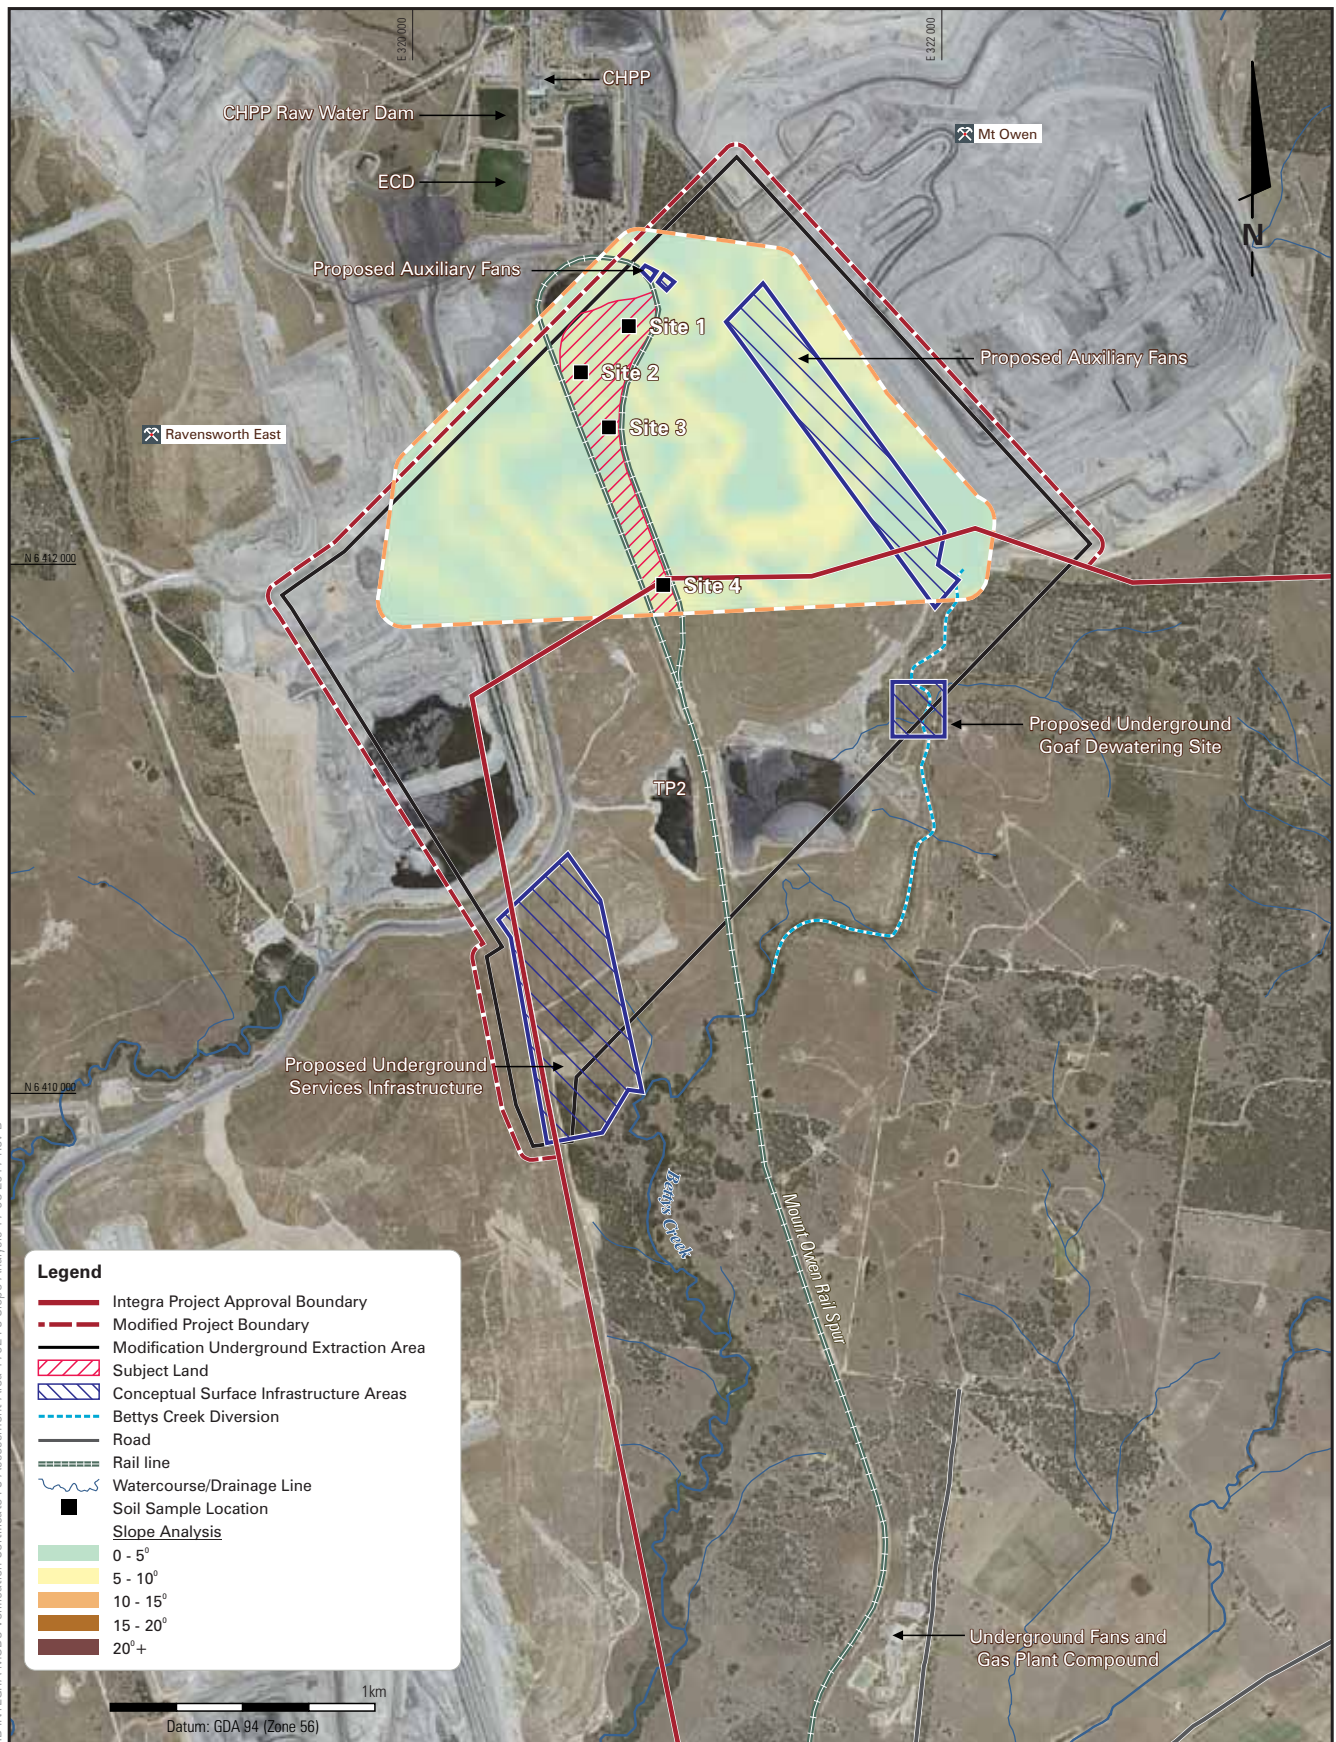 E 320 000
E 322 000
CHPP
CHPP Raw Water Dam
Mt Owen
ECD
N
Proposed Auxiliary Fans
Site 1
Proposed Auxiliary Fans
Site 2
Site 3
Ravensworth East
N 6 412 000
Site 4
Proposed Underground
Goaf Dewatering Site
TP2
Proposed Underground
Services Infrastructure
N 6 410 000
Bettys Creek
Mount Owen Rail Spur
Legend
Integra Project Approval Boundary
Modified Project Boundary
Modification Underground Extraction Area
Subject Land
Conceptual Surface Infrastructure Areas
Bettys Creek Diversion
Road
Rail line
Watercourse/Drainage Line
Soil Sample Location
Slope Analysis
0 - 5⁰
5 - 10⁰
10 - 15⁰
15 - 20⁰
20⁰+
Underground Fans and
Gas Plant Compound
1km
Datum: GDA 94 (Zone 56)